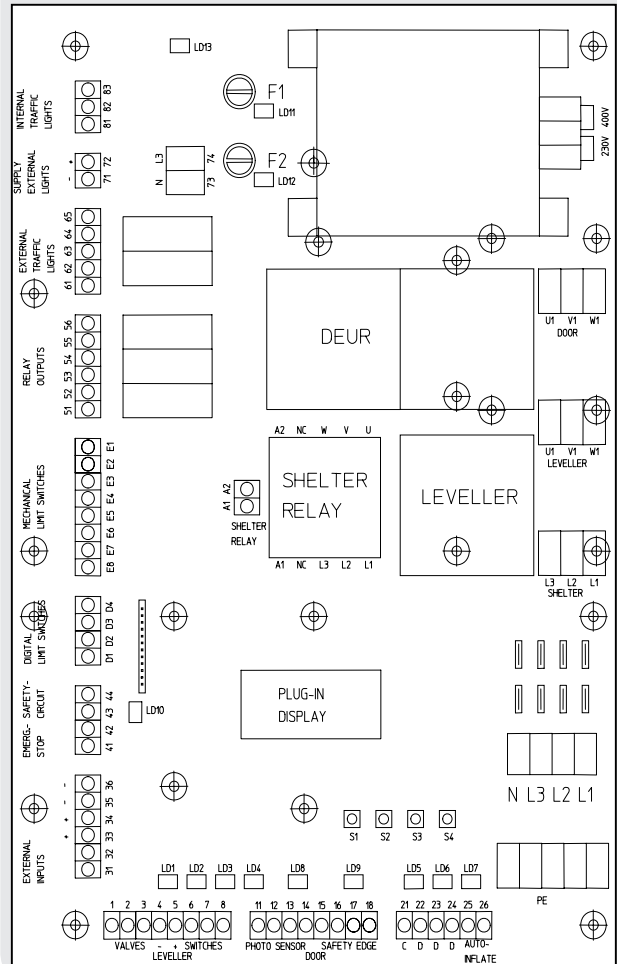 LD13
INTERNAL
TRAFFIC
LIGHTS
83
82
81
F1
LD11
400V
230V
SUPPLY
EXTERNAL
LIGHTS
+
-
72
71
L3
N
74
73
F2
LD12
EXTERNAL
TRAFFIC
LIGHTS
65
64
63
62
61
DEUR
U1 V1 W1
DOOR
RELAY
OUTPUTS
56
55
54
53
52
51
U1 V1 W1
LEVELLER
MECHANICAL
LIMIT SWITCHES
E1
E2
E3
E4
E5
E6
E7
E8
A2
A1
SHELTER
RELAY
A2 NC W V U
SHELTER
RELAY
A1 NC L3 L2 L1
LEVELLER
L3 L2 L1
SHELTER
DIGITAL
LIMIT SWITCHES
D4
D3
D2
D1
EMERG.- SAFETY-
STOP CIRCUIT
44
43
42
41
LD10
PLUG-IN
DISPLAY
N L3 L2 L1
EXTERNAL
INPUTS
-
-
+
+
36
35
34
33
32
31
S1 S2 S3 S4
PE
LD1 LD2 LD3 LD4 LD8 LD9 LD5 LD6 LD7
1 2 3 4 5 6 7 8 11 12 13 14 15 16 17 18 21 22 23 24 25 26
VALVES - + SWITCHES PHOTO SENSOR SAFETY EDGE C D D D AUTO-
LEVELLER DOOR INFLATE